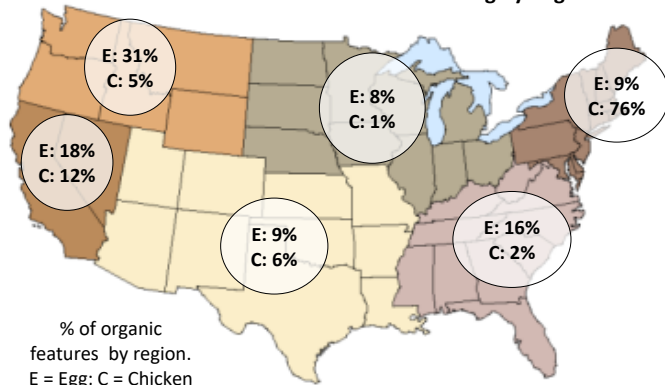 E: 31%
C: 5%
E: 8%
C: 1%
E: 9%
C: 76%
E: 18%
C: 12%
E: 9%
C: 6%
E: 16%
C: 2%
% of organic
features by region.
E = Egg; C = Chicken